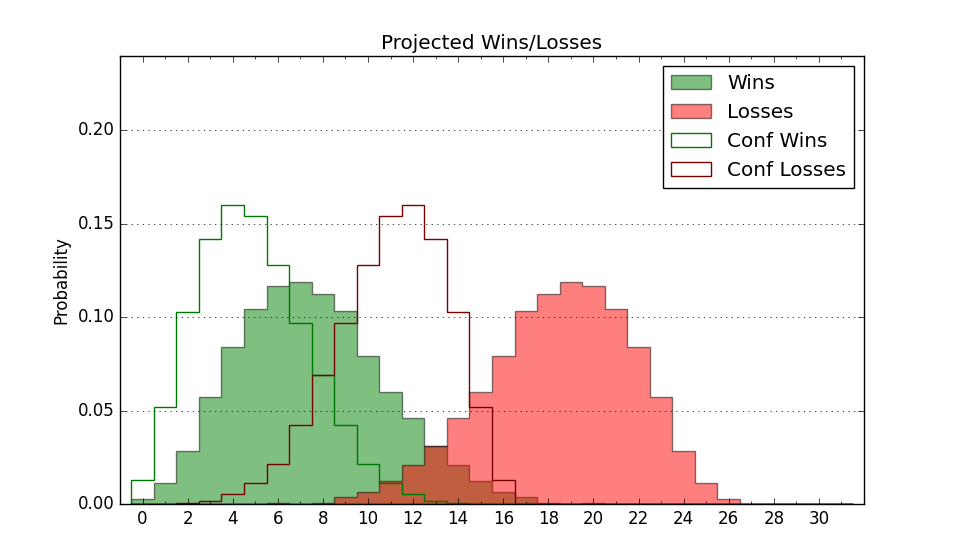 Projected Wins/Losses
Wins
Losses
Conf Wins
Conf Losses
Probability
0.20
0.15
0.10
0.05
0.00
0 2 4 6 8 10 12 14 16 18 20 22 24 26 28 30